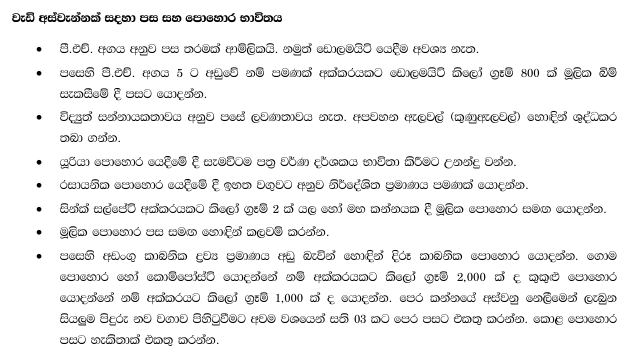 වැඩි අස්වැන්නක් සඳහා පස සහ පොහොර භාවිතය
• පී.එච්. අගය අනුව පස තරමක් ආම්ලිකයි. නමුත් ඩොලමයිට් යෙදීම අවශ්‍ය නැත.
• පසෙහි පී.එච්. අගය 5 ට අඩුවේ නම් පමණක් අක්කරයකට ඩොලමයිට් කිලෝ ග්‍රෑම් 800 ක් මූලික බිම්
සැකසීමේ දී පසට යොදන්න.
• විද්‍යුත් සන්නායකතාවය අනුව පසේ ලවණතාවය නැත. අපවහන ඇලවල් (කුණුඇලවල්) හොඳින් ශුද්ධකර
තබා ගන්න.
• යූරියා පොහොර යෙදීමේ දී සැමවිටම පත්‍ර වර්ණ දර්ශකය භාවිතා කිරීමට උනන්දු වන්න.
• රසායනික පොහොර යෙදීමේ දී ඉහත වගුවට අනුව නිර්දේශිත ප්‍රමාණය පමණක් යොදන්න.
• සින්ක් සල්පේට් අක්කරයකට කිලෝ ග්‍රෑම් 2 ක් යල හෝ මහ කන්නයක දී මූලික පොහොර සමඟ යොදන්න.
• මූලික පොහොර පස සමඟ හොඳින් කලවම් කරන්න.
• පසෙහි අඩංගු කාබනික ද්‍රව්‍ය ප්‍රමාණය අඩු බැවින් හොඳින් දිරූ කාබනික පොහොර යොදන්න. ගොම
පොහොර හෝ කොම්පෝස්ට් යොදන්නේ නම් අක්කරයකට කිලෝ ග්‍රෑම් 2,000 ක් ද කුකුළු පොහොර
යොදන්නේ නම් අක්කරයට කිලෝ ග්‍රෑම් 1,000 ක් ද යොදන්න. පෙර කන්නයේ අස්වනු නෙලීමෙන් ලැබුන
සියලුම පිදුරු නව වගාව පිහිටුවීමට අවම වශයෙන් සති 03 කට පෙර පසට එකතු කරන්න. කොළ පොහොර
පසට හැකිතාක් එකතු කරන්න.